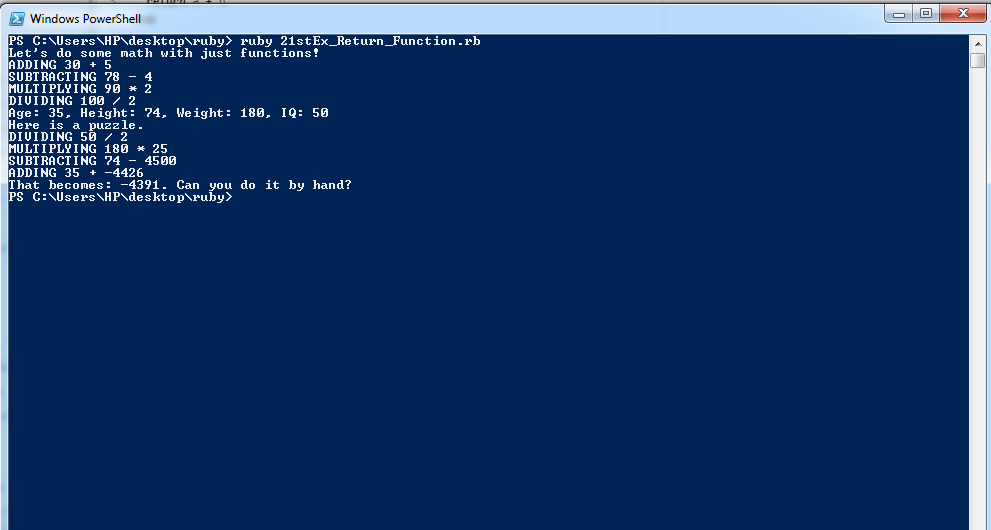 Windows PowerShell
PS C:\Users\HP\desktop\ruby> ruby 21stEx_Return_Function.rb
Let's do some math with just functions!
ADDING 30 + 5
SUBTRACTING 78 - 4
MULTIPLYING 90 * 2
DIVIDING 100 / 2
Age: 35, Height: 74, Weight: 180, IQ: 50
Here is a puzzle.
DIVIDING 50 / 2
MULTIPLYING 180 * 25
SUBTRACTING 74 - 4500
ADDING 35 + -4426
That becomes: -4391. Can you do it by hand?
PS C:\Users\HP\desktop\ruby>